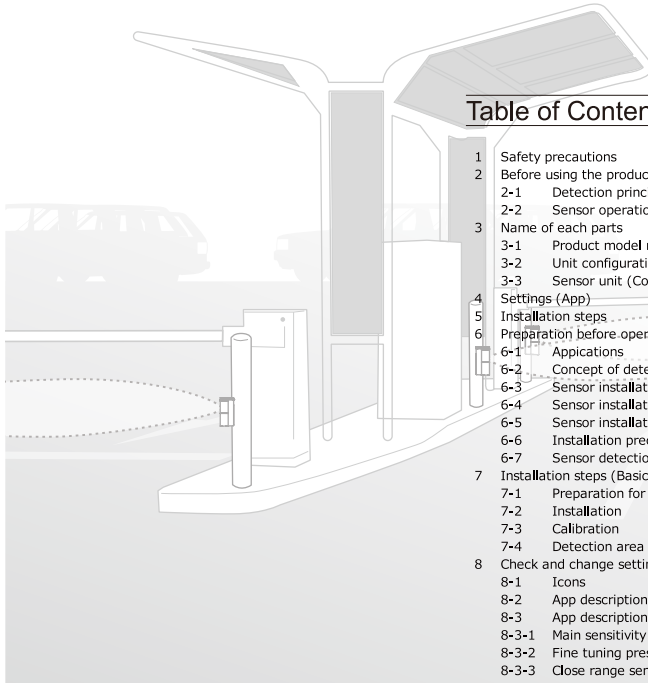 Table of Conten
1 Safety precautions
2 Before using the produc
2-1 Detection princ
2-2 Sensor operatio
3 Name of each parts
3-1 Product model
3-2 Unit configurati
3-3 Sensor unit (Co
4 Settings (App)
5 Installation steps
6 Preparation before oper
6-1 Appications
6-2 Concept of dete
6-3 Sensor installat
6-4 Sensor installat
6-5 Sensor installat
6-6 Installation prec
6-7 Sensor detectio
7 Installation steps (Basic
7-1 Preparation for
7-2 Installation
7-3 Calibration
7-4 Detection area
8 Check and change settin
8-1 Icons
8-2 App description
8-3 App description
8-3-1 Main sensitivity
8-3-2 Fine tuning pres
8-3-3 Close range sen